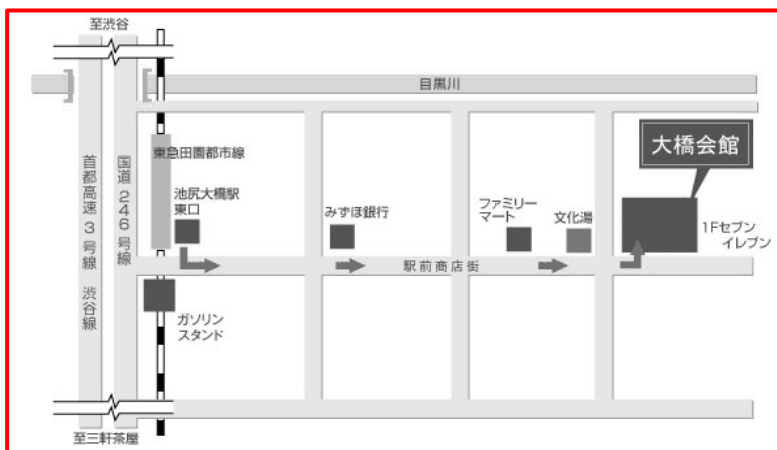 至渋谷
目黒川
大橋会館
首都高速 3 号線 渋谷線
国道 246 号線
東急田園都市線
池尻大橋駅
東口
みずほ銀行
ファミリー
マート
文化湯
1Fセブン
イレブン
駅前商店街
ガソリン
スタンド
至三軒茶屋